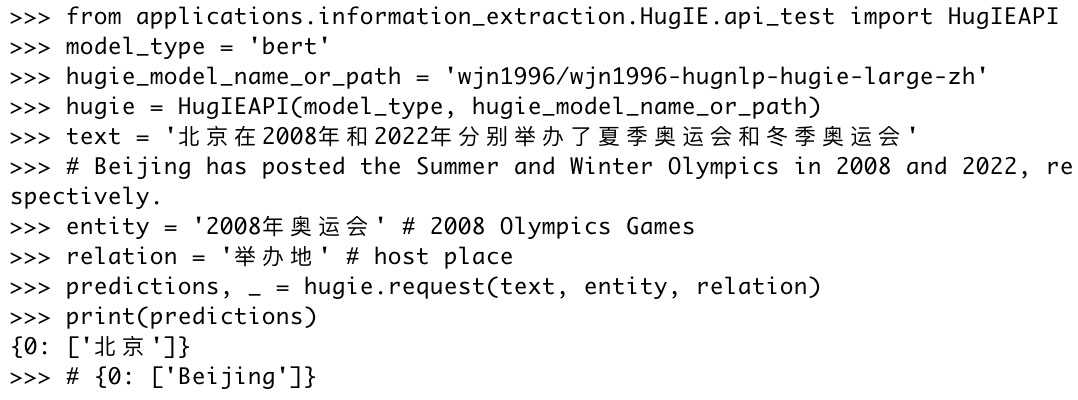 >>> from applications.information_extraction.HugIE.api_test import HugIEAPI
>>> model_type = 'bert'
>>> hugie_model_name_or_path = 'wjn1996/wjn1996-hugnlp-hugie-large-zh'
>>> hugie = HugIEAPI(model_type, hugie_model_name_or_path)
>>> text = '北京在2008年和2022年分别举办了夏季奥运会和冬季奥运会'
>>> # Beijing has posted the Summer and Winter Olympics in 2008 and 2022, re
spectively.
>>> entity = '2008年奥运会' # 2008 Olympics Games
>>> relation = '举办地' # host place
>>> predictions, _ = hugie.request(text, entity, relation)
>>> print(predictions)
{0: ['北京']}
>>> # {0: ['Beijing']}